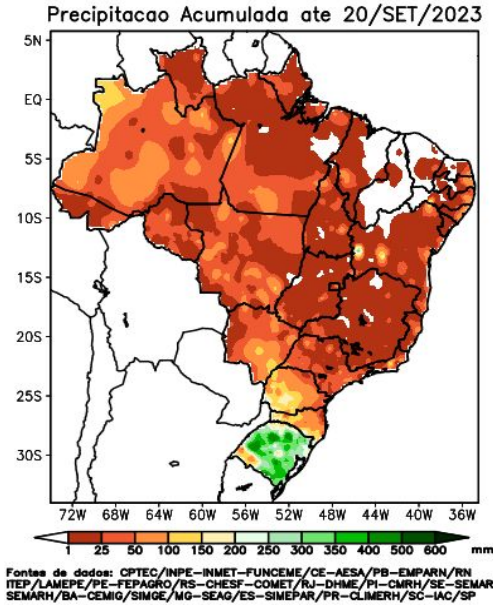 Precipitacao Acumulada ate 20/SET/2023
5N
EQ
5S
10S
15S
20S
25S
30S
72W 68W 64W 60W 56W 52W 48W 44W 40W 36W
1 25 50 100 150 200 250 300 350 400 500 600 mm
Fontes de dados: CPTEC/INPE-INMET-FUNCEME/CE-AESA/PB-EMPARN/RN
ITEP/LAMEPE/PE-FEPAGRO/RS-CHESF-COMET/RJ-DHME/PI-CMRH/SE-SEMAR
SEMARH/BA-CEMIG/SIMGE/MG-SEAG/ES-SIMEPAR/PR-CLIMERH/SC-IAC/SP